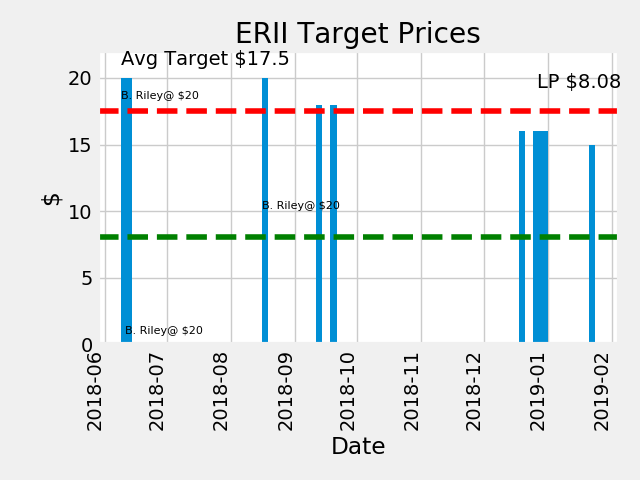 ERII Target Prices
Avg Target $17.5
LP $8.08
B. Riley@ $20
B. Riley@ $20
B. Riley@ $20
$
20
15
10
5
0
2018-06
2018-07
2018-08
2018-09
2018-10
2018-11
2018-12
2019-01
2019-02
Date